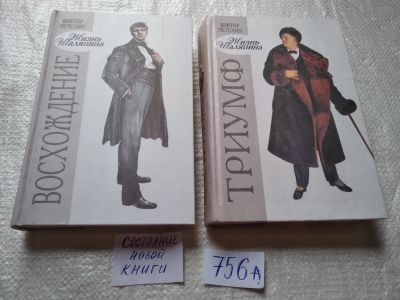 ВИКТОР ПЕТЕЛИН
Жизнь
Шаляпина
ВОСХОЖДЕНИЕ
ВИКТОР ПЕТЕЛИН
Жизнь
Шаляпина
ТРИУМФ
СОСТОЯНИЕ
НОВОЙ
КНИГИ
756А